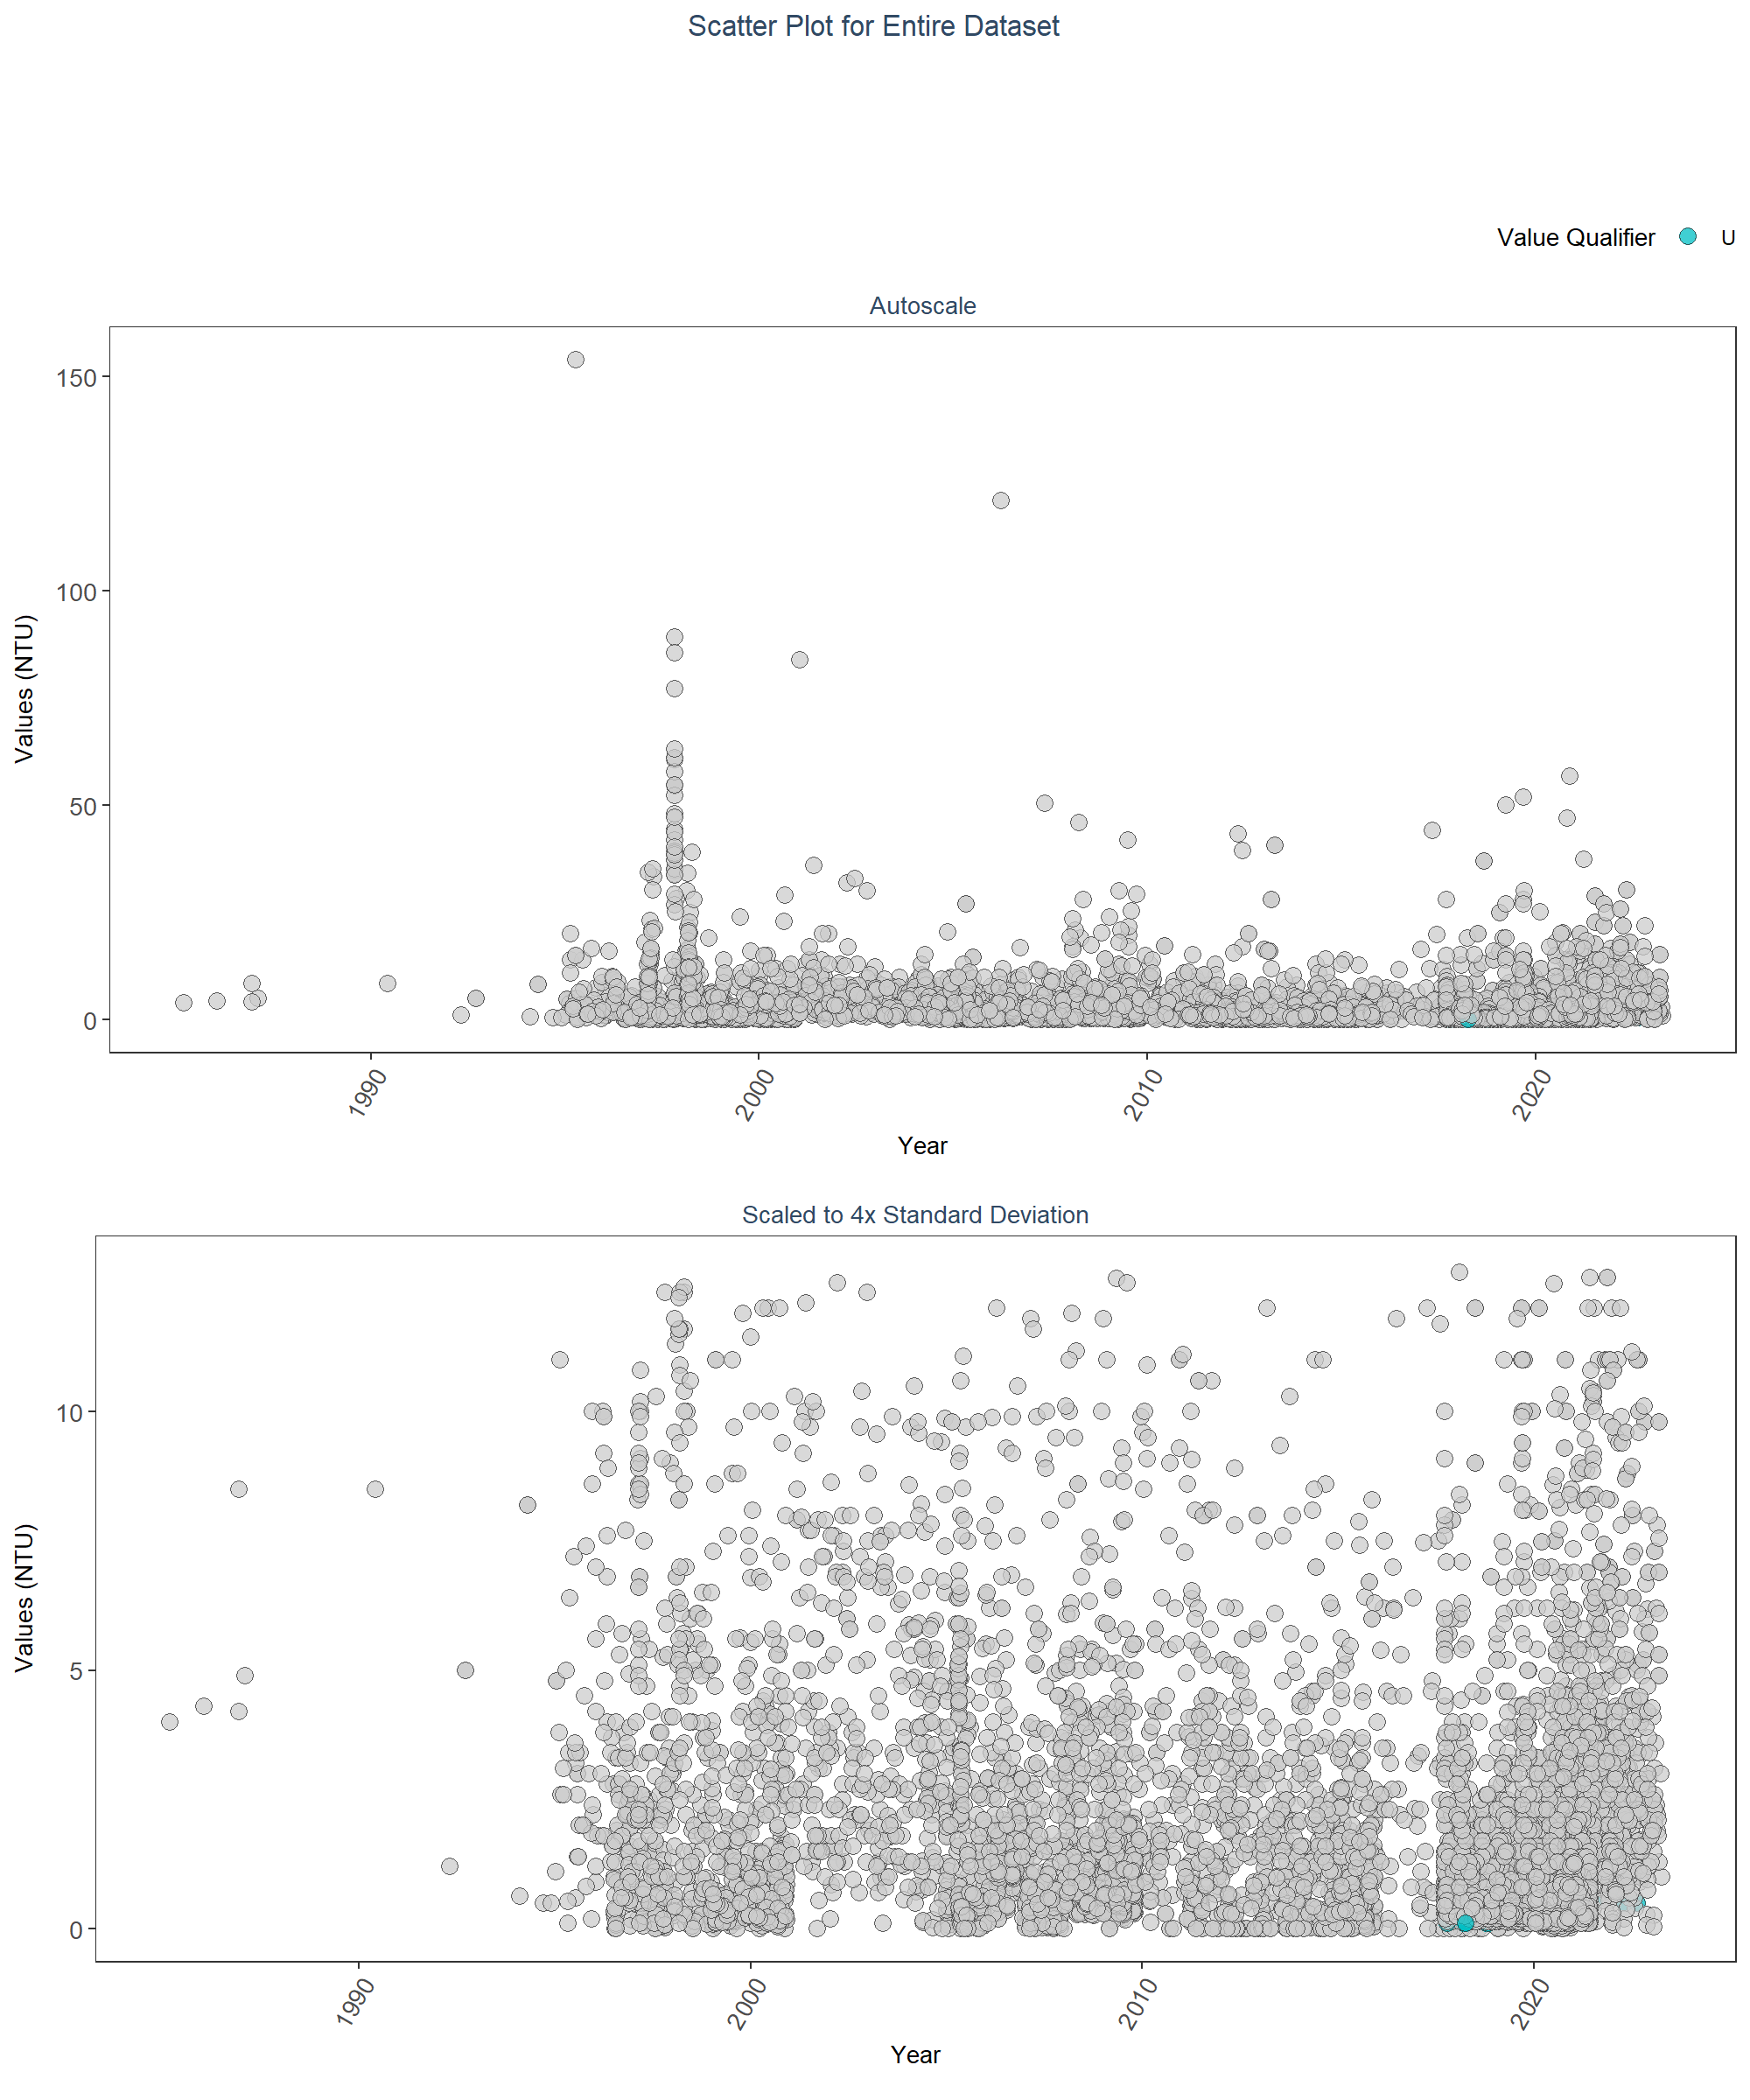 Scatter Plot for Entire Dataset
Value Qualifier U
Autoscale
Values (NTU)
150
100
50
0
1990 2000 2010 2020
Year
Scaled to 4x Standard Deviation
Values (NTU)
10
5
0
1990 2000 2010 2020
Year